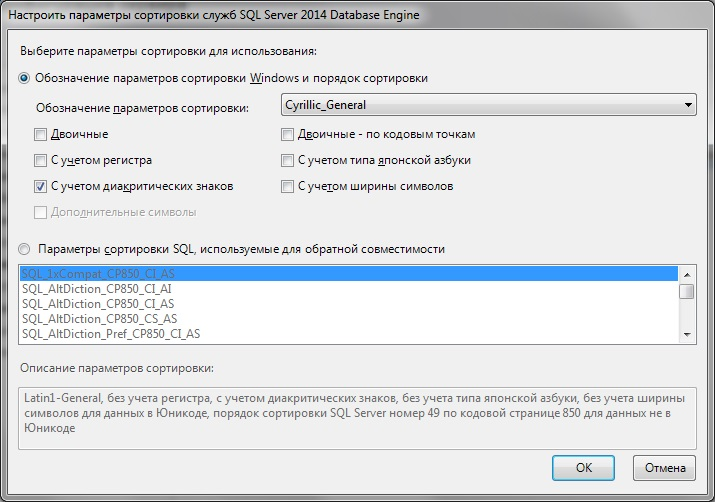 Настроить параметры сортировки служб SQL Server 2014 Database Engine
Выберите параметры сортировки для использования:
Обозначение параметров сортировки Windows и порядок сортировки
Обозначение параметров сортировки: Cyrillic_General
Двоичные Двоичные - по кодовым точкам
С учетом регистра С учетом типа японской азбуки
С учетом диакритических знаков С учетом ширины символов
Дополнительные символы
Параметры сортировки SQL, используемые для обратной совместимости
SQL_1xCompat_CP850_CI_AS
SQL_AltDiction_CP850_CI_AI
SQL_AltDiction_CP850_CI_AS
SQL_AltDiction_CP850_CS_AS
SQL_AltDiction_Pref_CP850_CI_AS
Описание параметров сортировки:
Latin1-General, без учета регистра, с учетом диакритических знаков, без учета типа японской азбуки, без учета ширины
символов для данных в Юникоде, порядок сортировки SQL Server номер 49 по кодовой странице 850 для данных не в
Юникоде
OK Отмена